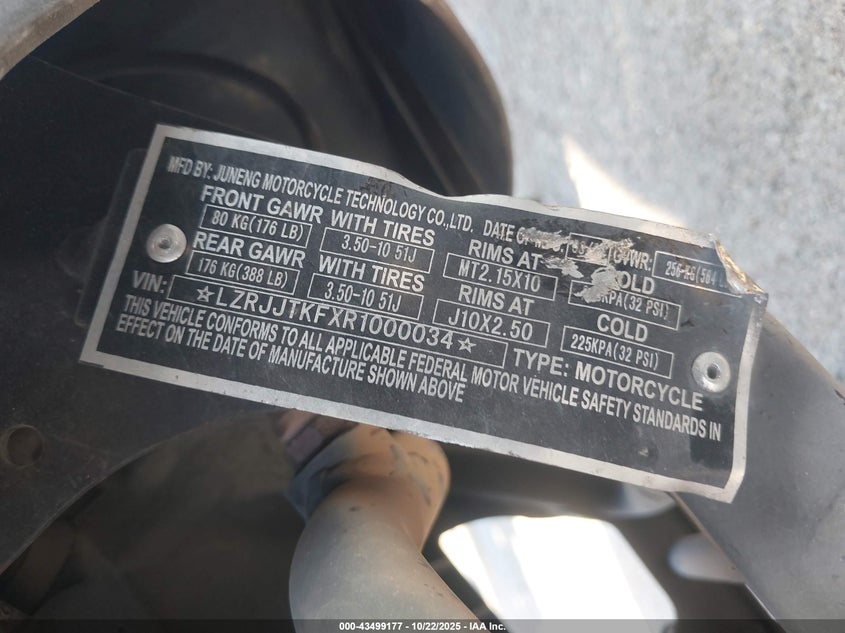 MFD BY: JUNENG MOTORCYCLE TECHNOLOGY CO.,LTD. DATE GVWR:
FRONT GAWR WITH TIRES RIMS AT COLD
80 KG(176 LB) 3.50-10 51J MT2.15X10 KPA(32 PSI)
REAR GAWR WITH TIRES RIMS AT COLD
176 KG(388 LB) 3.50-10 51J J10X2.50 225KPA(32 PSI)
VIN: ☆LZRJJTKFXR1000034☆ TYPE: MOTORCYCLE
THIS VEHICLE CONFORMS TO ALL APPLICABLE FEDERAL MOTOR VEHICLE SAFETY STANDARDS IN
EFFECT ON THE DATE OF MANUFACTURE SHOWN ABOVE
000-43499177 - 10/22/2025 - IAA Inc.